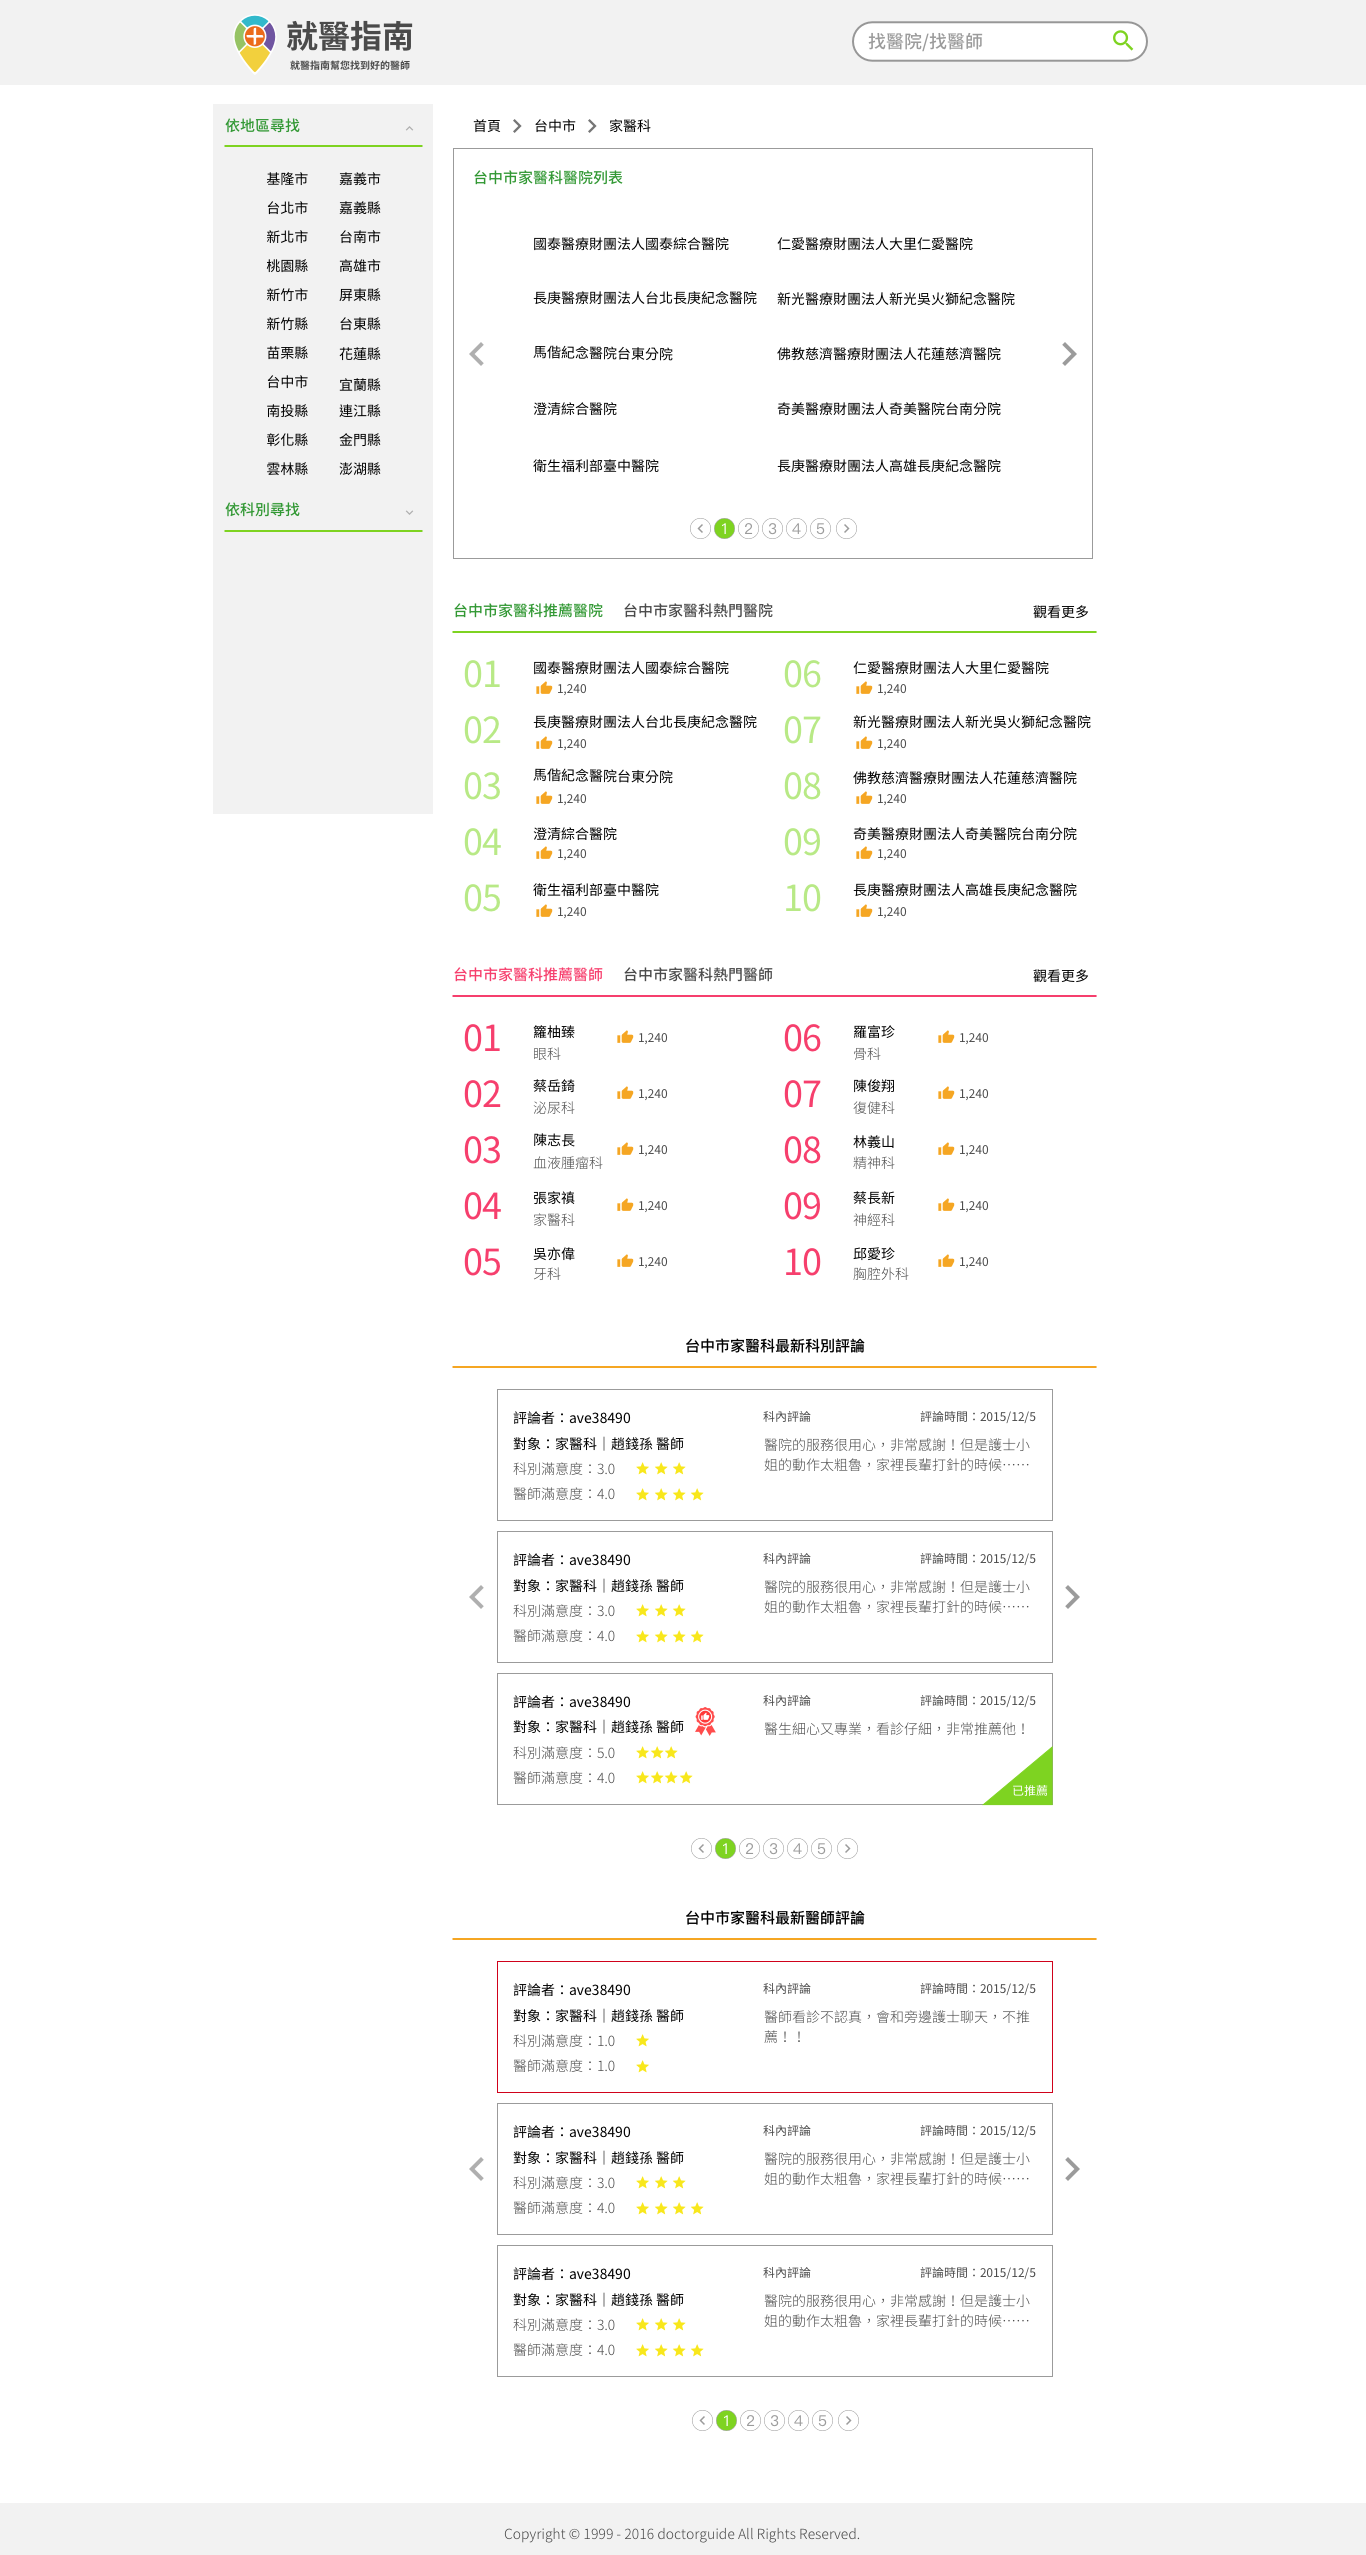 就醫指南
就醫指南幫您找到好的醫師
找醫院/找醫師
依地區尋找
基隆市 嘉義市
台北市 嘉義縣
新北市 台南市
桃園縣 高雄市
新竹市 屏東縣
新竹縣 台東縣
苗栗縣 花蓮縣
台中市 宜蘭縣
南投縣 連江縣
彰化縣 金門縣
雲林縣 澎湖縣
依科別尋找
首頁 台中市 家醫科
台中市家醫科醫院列表
國泰醫療財團法人國泰綜合醫院 仁愛醫療財團法人大里仁愛醫院
長庚醫療財團法人台北長庚紀念醫院 新光醫療財團法人新光吳火獅紀念醫院
馬偕紀念醫院台東分院 佛教慈濟醫療財團法人花蓮慈濟醫院
澄清綜合醫院 奇美醫療財團法人奇美醫院台南分院
衛生福利部臺中醫院 長庚醫療財團法人高雄長庚紀念醫院
1 2 3 4 5
台中市家醫科推薦醫院 台中市家醫科熱門醫院 觀看更多
01 國泰醫療財團法人國泰綜合醫院 06 仁愛醫療財團法人大里仁愛醫院
1,240 1,240
02 長庚醫療財團法人台北長庚紀念醫院 07 新光醫療財團法人新光吳火獅紀念醫院
1,240 1,240
03 馬偕紀念醫院台東分院 08 佛教慈濟醫療財團法人花蓮慈濟醫院
1,240 1,240
04 澄清綜合醫院 09 奇美醫療財團法人奇美醫院台南分院
1,240 1,240
05 衛生福利部臺中醫院 10 長庚醫療財團法人高雄長庚紀念醫院
1,240 1,240
台中市家醫科推薦醫師 台中市家醫科熱門醫師 觀看更多
01 籮柚臻 1,240 06 羅富珍 1,240
眼科 骨科
02 蔡岳錡 1,240 07 陳俊翔 1,240
泌尿科 復健科
03 陳志長 1,240 08 林義山 1,240
血液腫瘤科 精神科
04 張家禛 1,240 09 蔡長新 1,240
家醫科 神經科
05 吳亦偉 1,240 10 邱愛珍 1,240
牙科 胸腔外科
台中市家醫科最新科別評論
評論者：ave38490 科內評論 評論時間：2015/12/5
對象：家醫科｜趙錢孫 醫師 醫院的服務很用心，非常感謝！但是護士小
科別滿意度：3.0 姐的動作太粗魯，家裡長輩打針的時候⋯⋯
醫師滿意度：4.0
評論者：ave38490 科內評論 評論時間：2015/12/5
對象：家醫科｜趙錢孫 醫師 醫院的服務很用心，非常感謝！但是護士小
科別滿意度：3.0 姐的動作太粗魯，家裡長輩打針的時候⋯⋯
醫師滿意度：4.0
評論者：ave38490 科內評論 評論時間：2015/12/5
對象：家醫科｜趙錢孫 醫師 醫生細心又專業，看診仔細，非常推薦他！
科別滿意度：5.0
醫師滿意度：4.0 已推薦
1 2 3 4 5
台中市家醫科最新醫師評論
評論者：ave38490 科內評論 評論時間：2015/12/5
對象：家醫科｜趙錢孫 醫師 醫師看診不認真，會和旁邊護士聊天，不推
科別滿意度：1.0 薦！！
醫師滿意度：1.0
評論者：ave38490 科內評論 評論時間：2015/12/5
對象：家醫科｜趙錢孫 醫師 醫院的服務很用心，非常感謝！但是護士小
科別滿意度：3.0 姐的動作太粗魯，家裡長輩打針的時候⋯⋯
醫師滿意度：4.0
評論者：ave38490 科內評論 評論時間：2015/12/5
對象：家醫科｜趙錢孫 醫師 醫院的服務很用心，非常感謝！但是護士小
科別滿意度：3.0 姐的動作太粗魯，家裡長輩打針的時候⋯⋯
醫師滿意度：4.0
1 2 3 4 5
Copyright © 1999 - 2016 doctorguide All Rights Reserved.